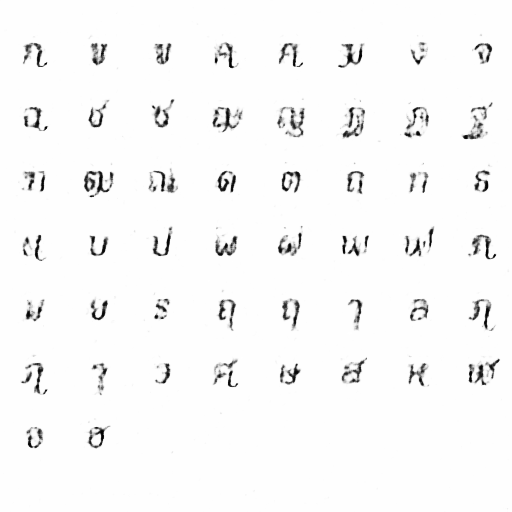 ก ข ฃ ค ฅ ฆ ง จ
ฉ ช ซ ฌ ญ ฎ ฏ ฐ
ฑ ฒ ณ ด ต ถ ท ธ
น บ ป ผ ฝ พ ฟ ภ
ม ย ร ฤ ฤ ๅ ล ฦ
ฦ ๅ ว ศ ษ ส ห ฬ
อ ฮ